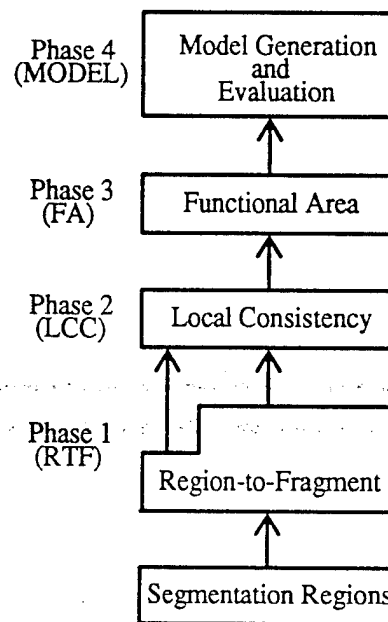 Phase 4
(MODEL)
Model Generation
and
Evaluation
Phase 3
(FA)
Functional Area
Phase 2
(LCC)
Local Consistency
Phase 1
(RTF)
Region-to-Fragment
Segmentation Regions